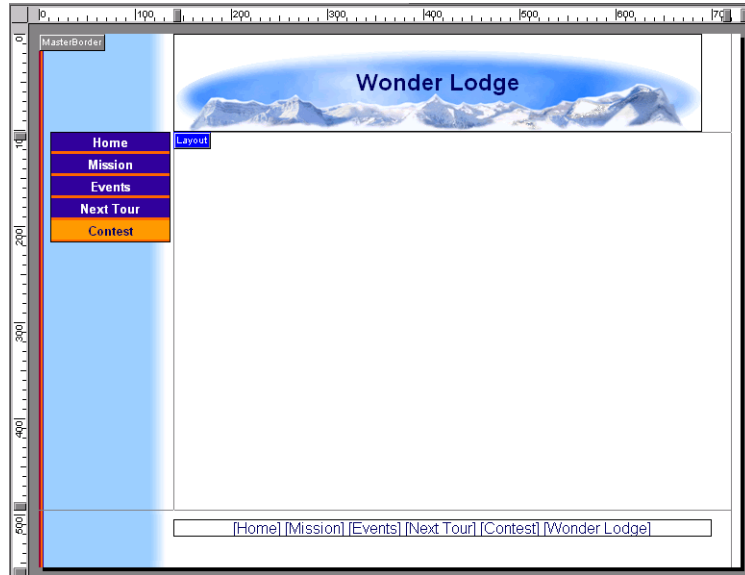 0 100 200 300 400 500 600 70
0
MasterBorder
Wonder Lodge
100
Home
Layout
Mission
Events
Next Tour
Contest
200
300
400
500
[Home] [Mission] [Events] [Next Tour] [Contest] [Wonder Lodge]